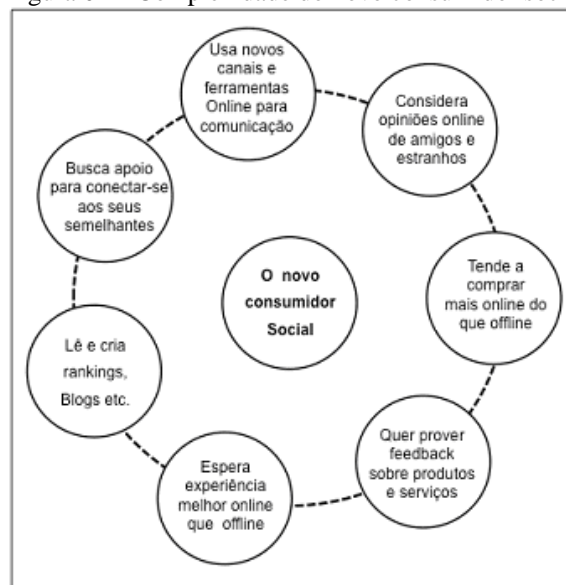 Usa novos
canais e
ferramentas
Online para
comunicação
Considera
opiniões online
de amigos e
estranhos
Tende a
comprar
mais online do
que offline
Quer prover
feedback
sobre produtos
e serviços
Espera
experiência
melhor online
que offline
Lê e cria
rankings,
Blogs etc.
Busca apoio
para conectar-se
aos seus
semelhantes
O novo
consumidor
Social